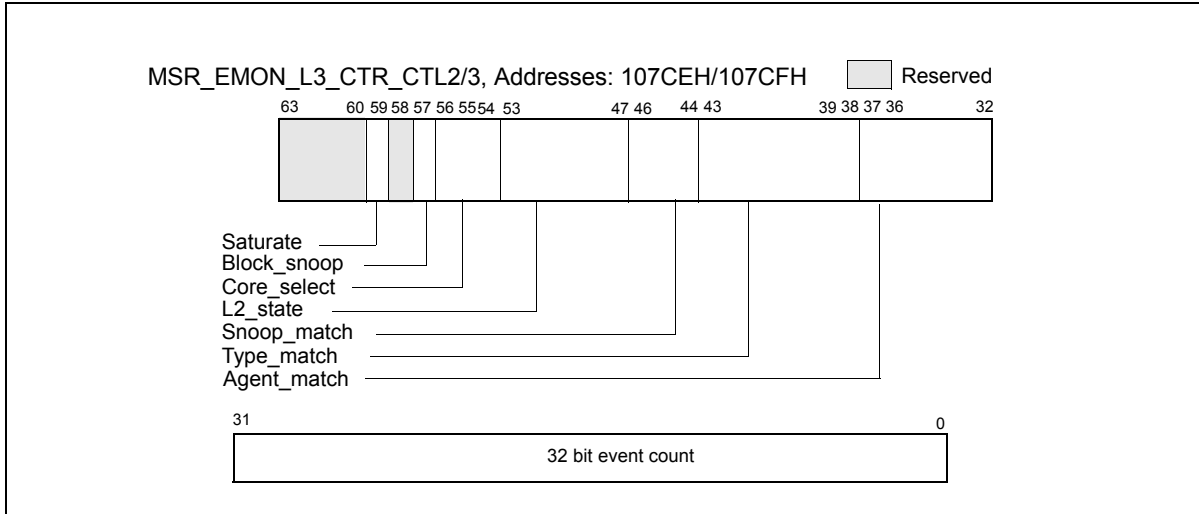 MSR_EMON_L3_CTR_CTL2/3, Addresses: 107CEH/107CFH Reserved
63 60 59 58 57 56 55 54 53 47 46 44 43 39 38 37 36 32
Saturate
Block_snoop
Core_select
L2_state
Snoop_match
Type_match
Agent_match
31 0
32 bit event count